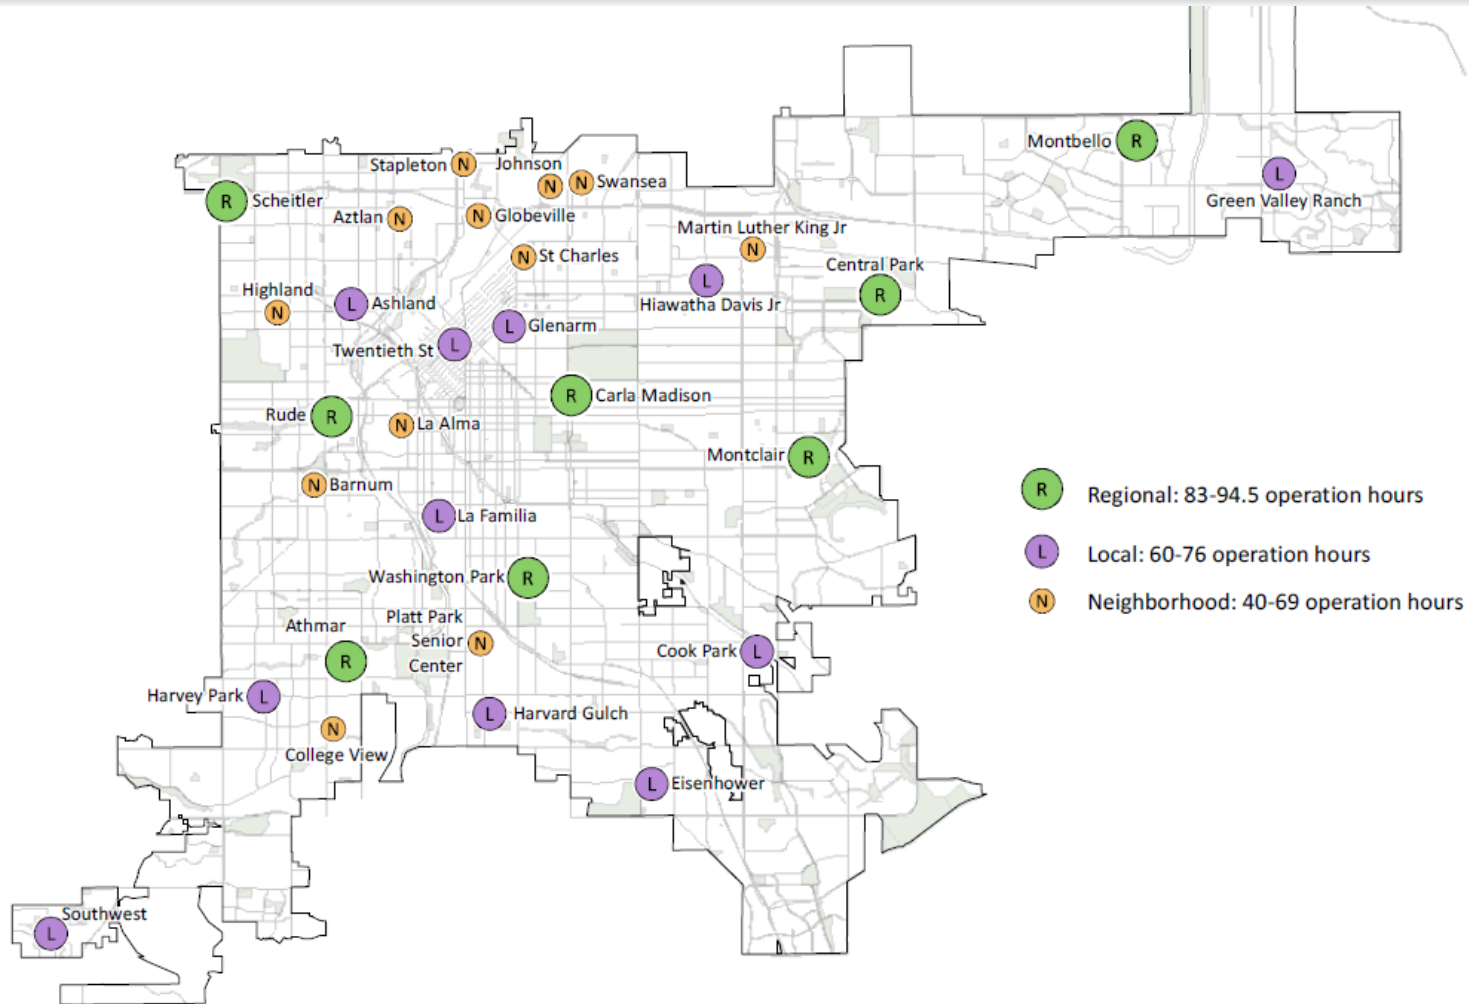 Montbello
R
L
Green Valley Ranch
Stapleton
N
Johnson
N
N
Swansea
R
Scheitler
Aztlan
N
N
Globeville
Martin Luther King Jr
N
N
St Charles
Central Park
R
L
Hiawatha Davis Jr
Highland
N
L
Ashland
L
Glenarm
Twentieth St
L
R
Carla Madison
Rude
R
N
La Alma
Montclair
R
N
Barnum
L
La Familia
R
Regional: 83-94.5 operation hours
L
Local: 60-76 operation hours
N
Neighborhood: 40-69 operation hours
Washington Park
R
Platt Park
Senior
Center
N
Athmar
R
Cook Park
L
Harvey Park
L
L
Harvard Gulch
N
College View
L
Eisenhower
Southwest
L